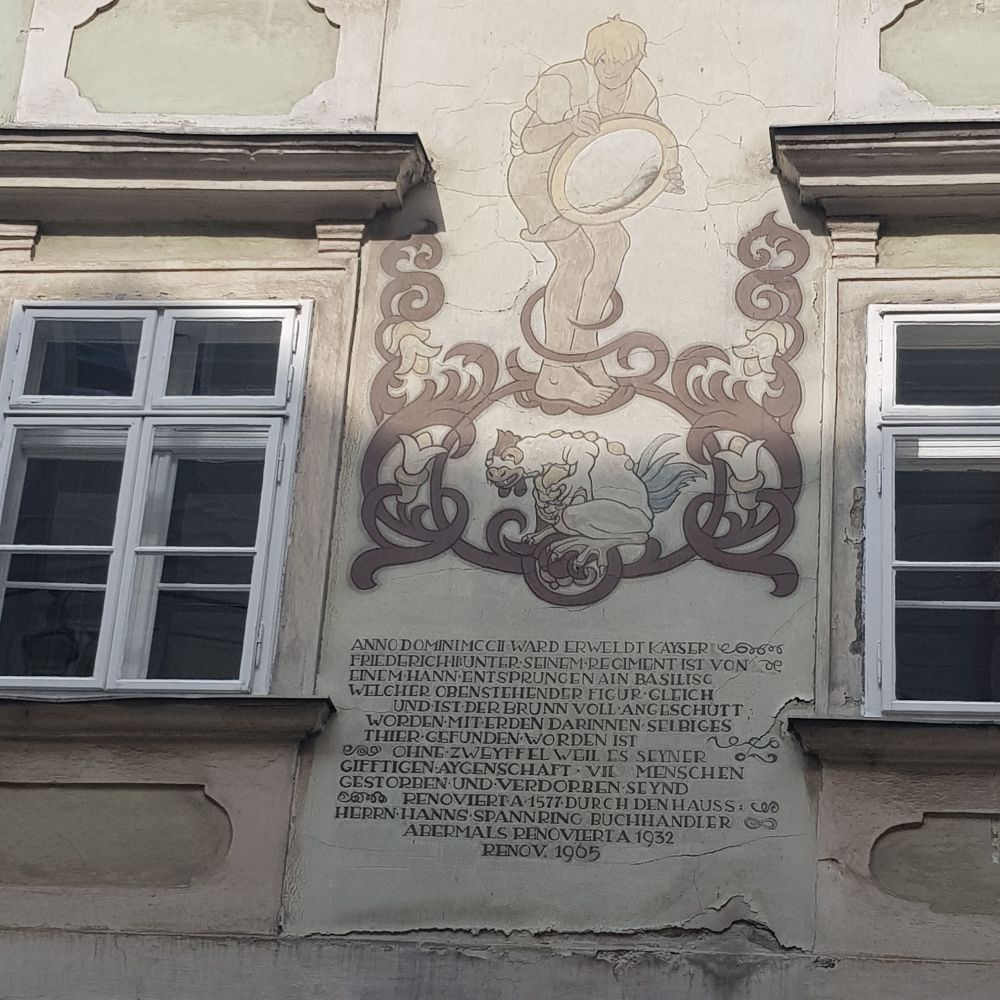 ANNO DOMINI MCCII WARD ERWELDT KAYSER
FRIEDERICH II UNTER·SEINEM·REGIMENT IST VON
EINEM·HANN·ENTSPRUNGEN AIN BASILISC
WELCHER OBENSTEHENDER FIGUR GLEICH
UND·IST·DER BRUNN VOLL·ANGESCHÜTT
WORDEN·MIT·ERDEN DARINNEN·SELBIGES
THIER·GEFUNDEN·WORDEN IST
OHNE·ZWEYFFEL WEIL ES SEYNER
GIFFTIGEN·AYGENSCHAFT·VIL MENSCHEN
GESTORBEN·UND·VERDORBEN SEYND
RENOVIERT A·1577·DURCH DEN HAUSS:
HERRN·HANNS·SPANNRING BUCHHANDLER
ABERMALS RENOVIERT A 1932
RENOV. 1965